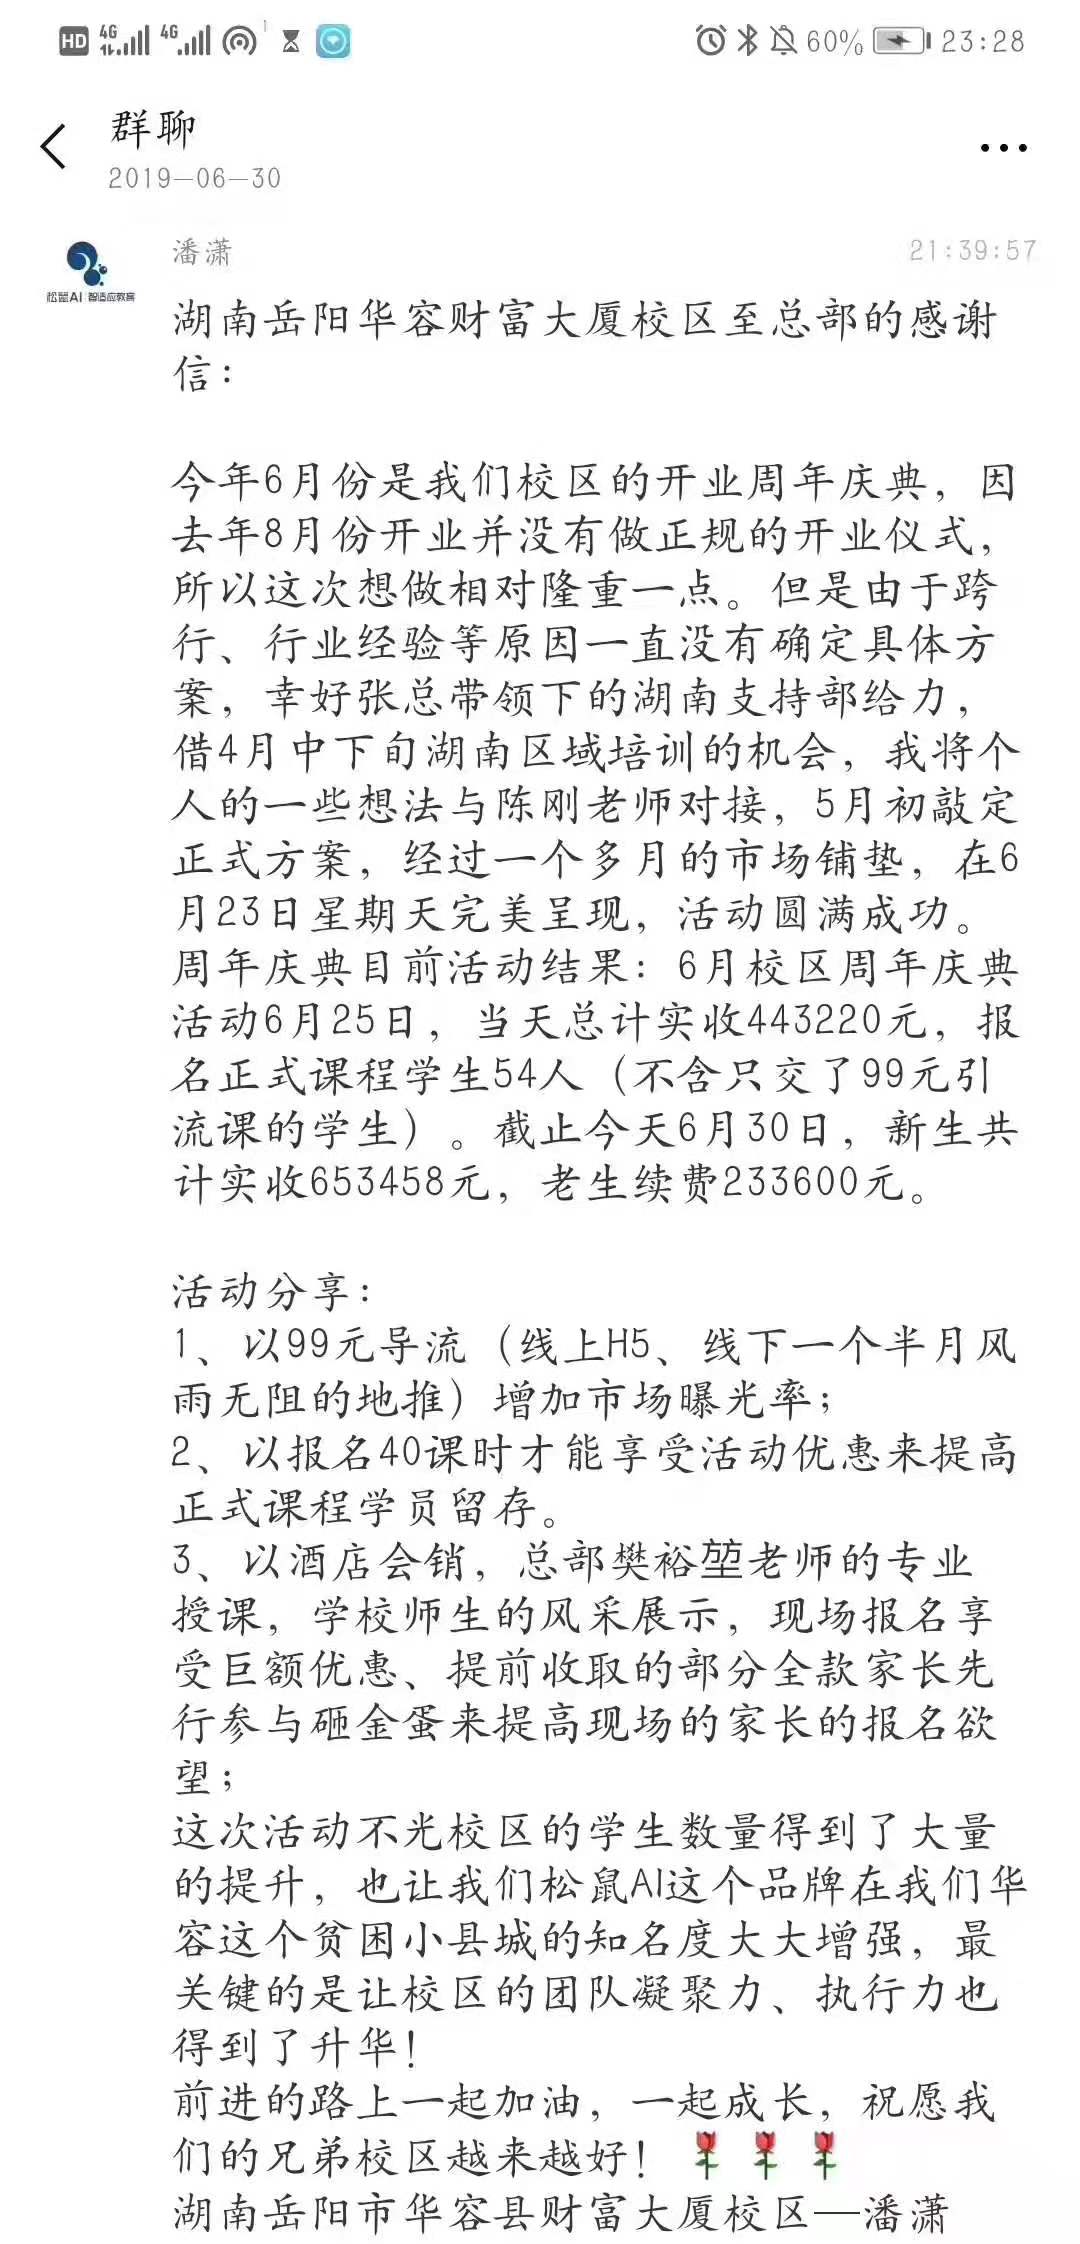 HD 4G 4G 1 60% 23:28
群聊
2019-06-30
潘潇 21:39:57
松鼠AI 智适应教育
湖南岳阳华容财富大厦校区至总部的感谢
信：
今年6月份是我们校区的开业周年庆典，因
去年8月份开业并没有做正规的开业仪式，
所以这次想做相对隆重一点。但是由于跨
行、行业经验等原因一直没有确定具体方
案，幸好张总带领下的湖南支持部给力，
借4月中下旬湖南区域培训的机会，我将个
人的一些想法与陈刚老师对接，5月初敲定
正式方案，经过一个多月的市场铺垫，在6
月23日星期天完美呈现，活动圆满成功。
周年庆典目前活动结果：6月校区周年庆典
活动6月25日，当天总计实收443220元，报
名正式课程学生54人（不含只交了99元引
流课的学生）。截止今天6月30日，新生共
计实收653458元，老生续费233600元。
活动分享：
1、以99元导流（线上H5、线下一个半月风
雨无阻的地推）增加市场曝光率；
2、以报名40课时才能享受活动优惠来提高
正式课程学员留存。
3、以酒店会销，总部樊裕堃老师的专业
授课，学校师生的风采展示，现场报名享
受巨额优惠、提前收取的部分全款家长先
行参与砸金蛋来提高现场的家长的报名欲
望；
这次活动不光校区的学生数量得到了大量
的提升，也让我们松鼠AI这个品牌在我们华
容这个贫困小县城的知名度大大增强，最
关键的是让校区的团队凝聚力、执行力也
得到了升华！
前进的路上一起加油，一起成长，祝愿我
们的兄弟校区越来越好！🌹🌹🌹
湖南岳阳市华容县财富大厦校区—潘潇